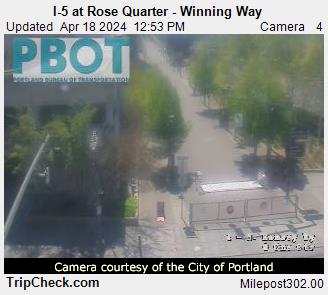 I-5 at Rose Quarter - Winning Way
Updated Apr 18 2024 12:53 PM Camera 4
PBOT
PORTLAND BUREAU OF TRANSPORTATION
Camera courtesy of the City of Portland
TripCheck.com Milepost302.00